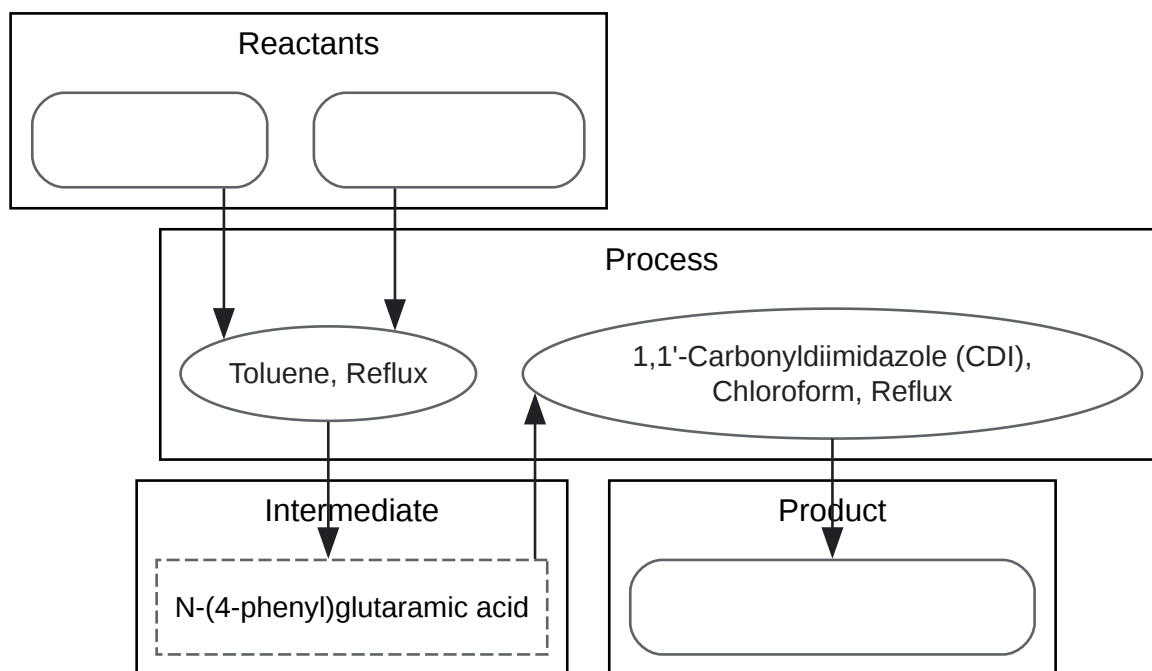 Reactants
Process
Toluene, Reflux
1,1'-Carbonyldiimidazole (CDI),
Chloroform, Reflux
Intermediate
Product
N-(4-phenyl)glutaramic acid